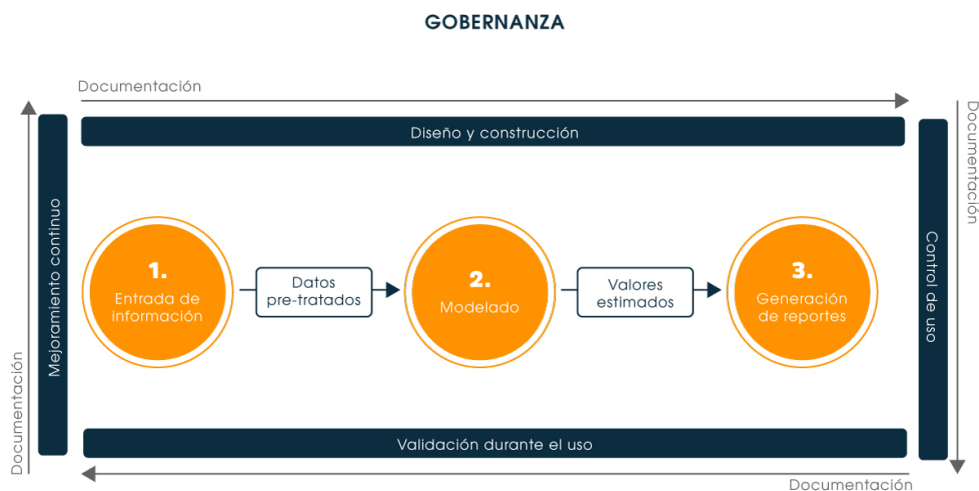 GOBERNANZA
Documentación
Diseño y construcción
Documentación
Control de uso
Mejoramiento continuo
Documentación
1.
Entrada de
información
Datos
pre-tratados
2.
Modelado
Valores
estimados
3.
Generación
de reportes
Validación durante el uso
Documentación